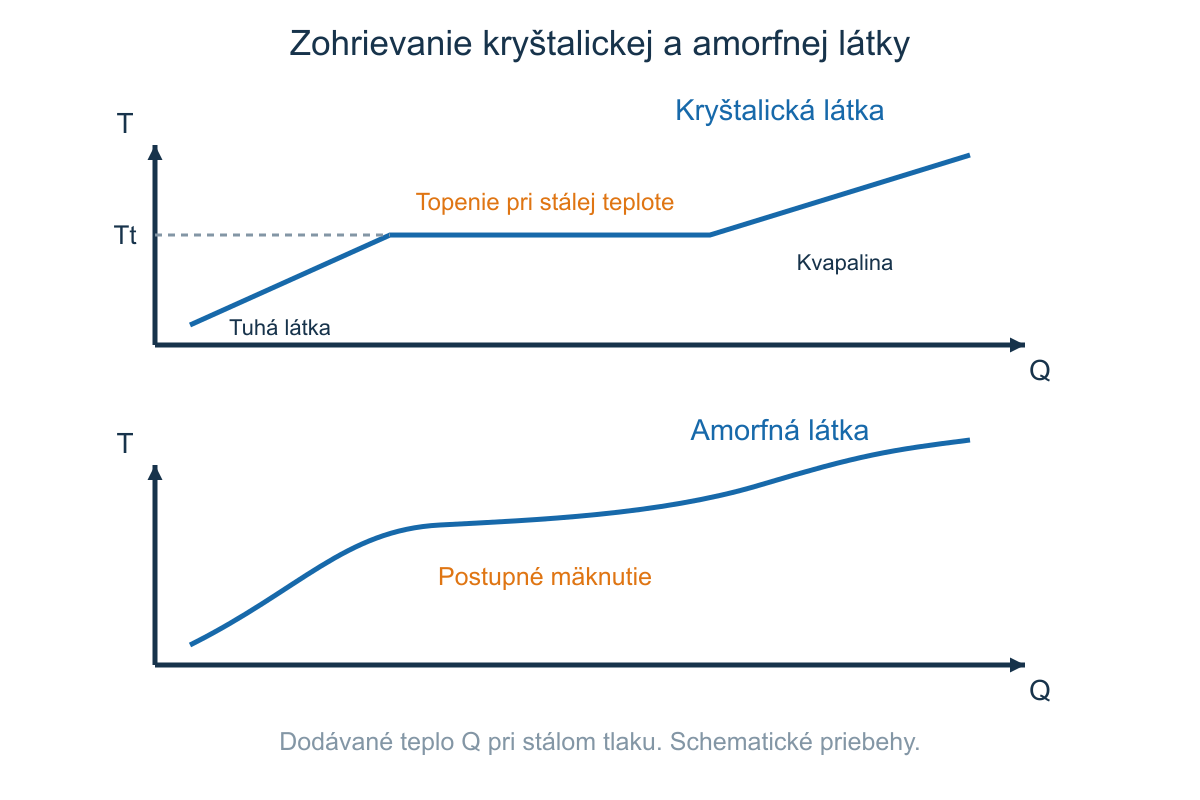 Zohrievanie kryštalickej a amorfnej látky
Kryštalická látka
T
Topenie pri stálej teplote
Tt
Kvapalina
Tuhá látka
Q
Amorfná látka
T
Postupné mäknutie
Q
Dodávané teplo Q pri stálom tlaku. Schematické priebehy.